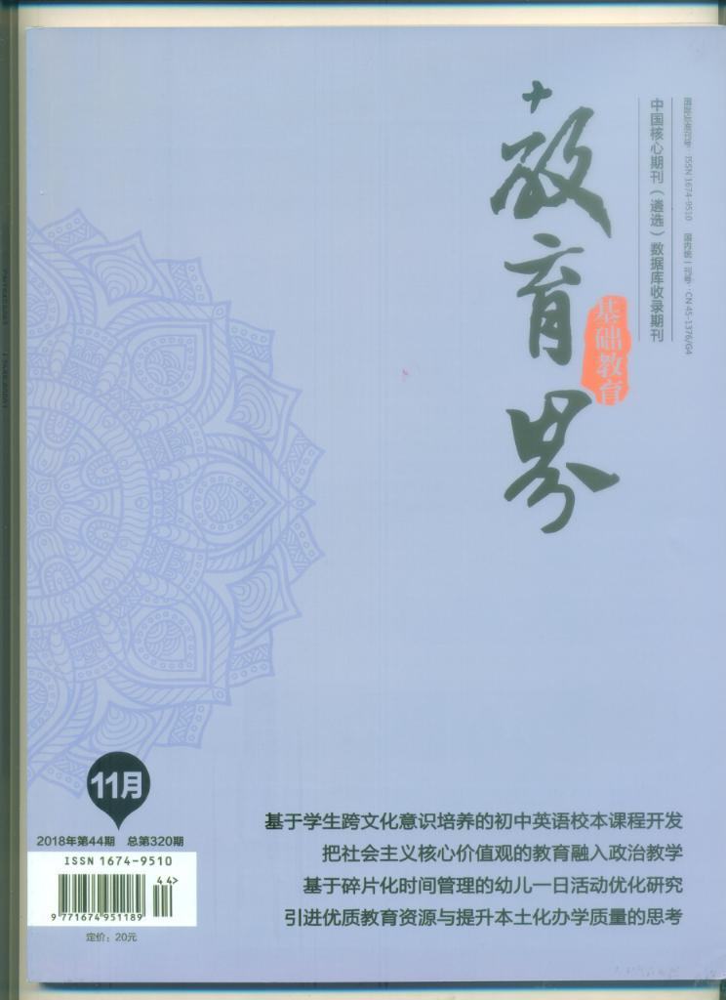 国际标准刊号：ISSN 1674-9510 国内统一刊号：CN 45-1376/G4
中国核心期刊（遴选）数据库收录期刊
教育界
基础教育
11月
2018年第44期 总第320期
ISSN 1674-9510
44>
9 771674 951189
定价：20元
基于学生跨文化意识培养的初中英语校本课程开发
把社会主义核心价值观的教育融入政治教学
基于碎片化时间管理的幼儿一日活动优化研究
引进优质教育资源与提升本土化办学质量的思考